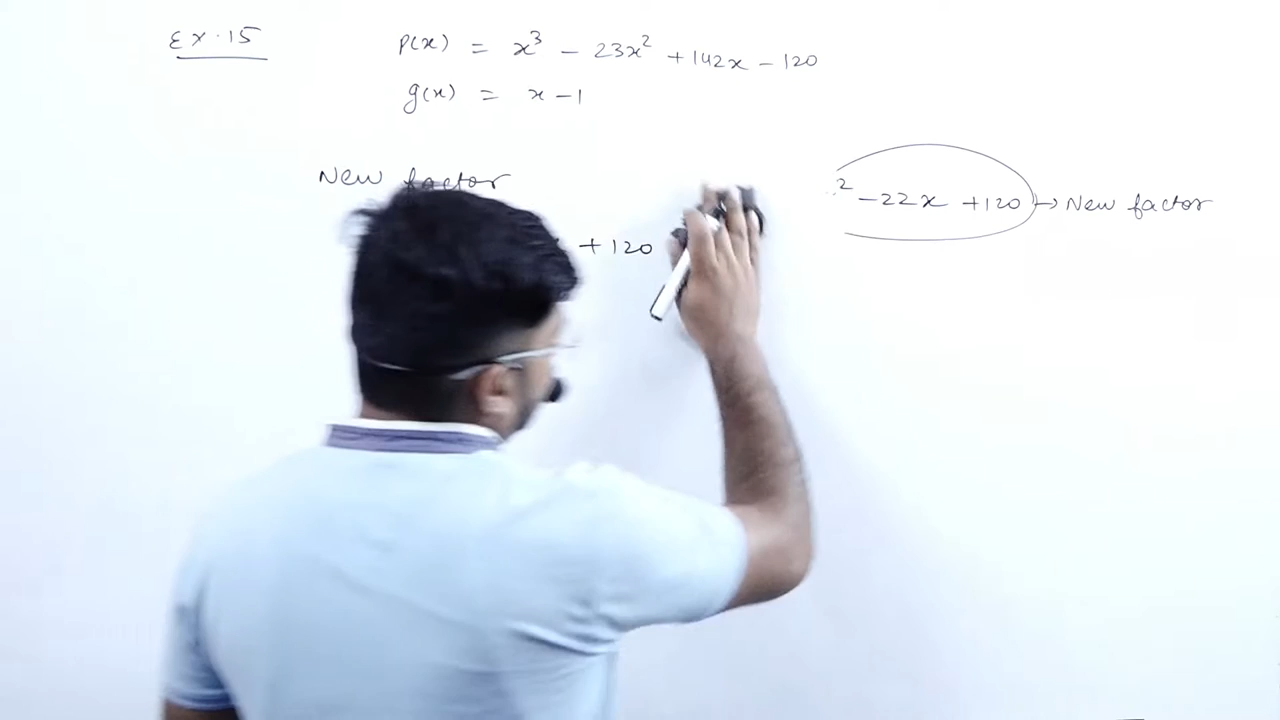 Ex.15
p(x) = x³ - 23x² + 142x - 120
g(x) = x - 1
New factor
² - 22x + 120 → New factor
+ 120